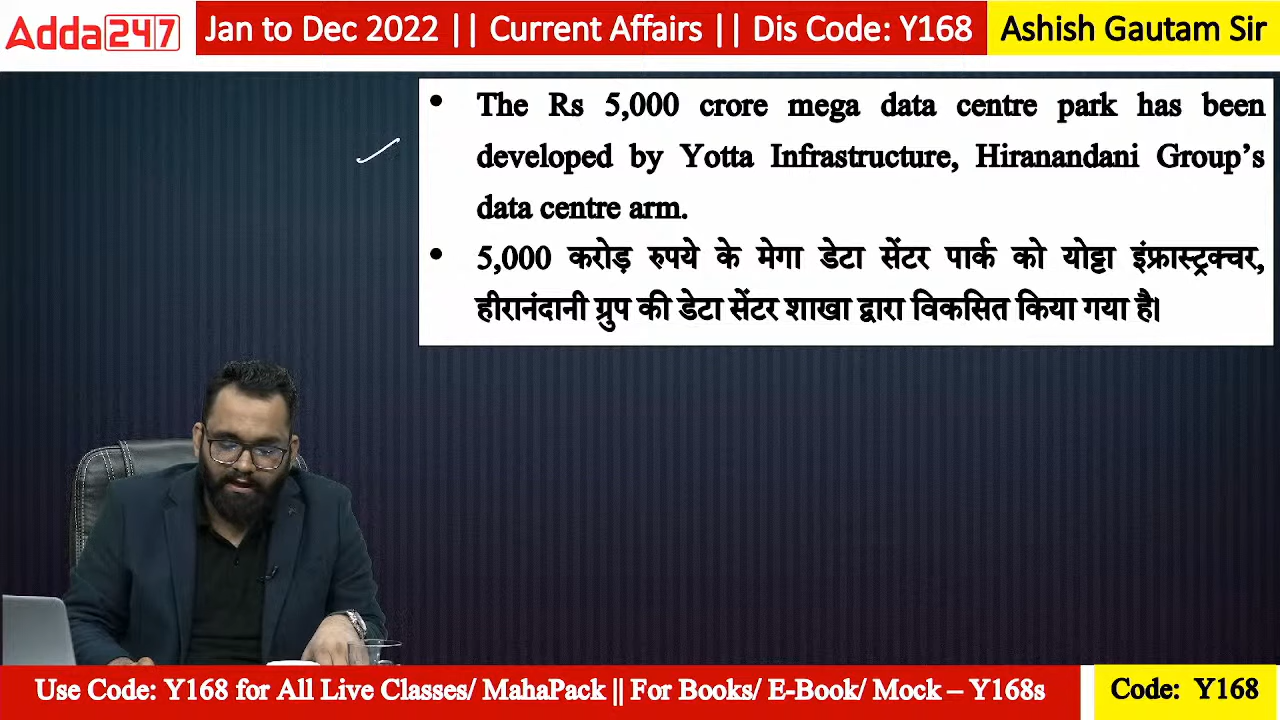 Adda247
Jan to Dec 2022 || Current Affairs || Dis Code: Y168
Ashish Gautam Sir
• The Rs 5,000 crore mega data centre park has been
developed by Yotta Infrastructure, Hiranandani Group’s
data centre arm.
• 5,000 करोड़ रुपये के मेगा डेटा सेंटर पार्क को योट्टा इंफ्रास्ट्रक्चर,
हीरानंदानी ग्रुप की डेटा सेंटर शाखा द्वारा विकसित किया गया है।
Use Code: Y168 for All Live Classes/ MahaPack || For Books/ E-Book/ Mock – Y168s
Code: Y168